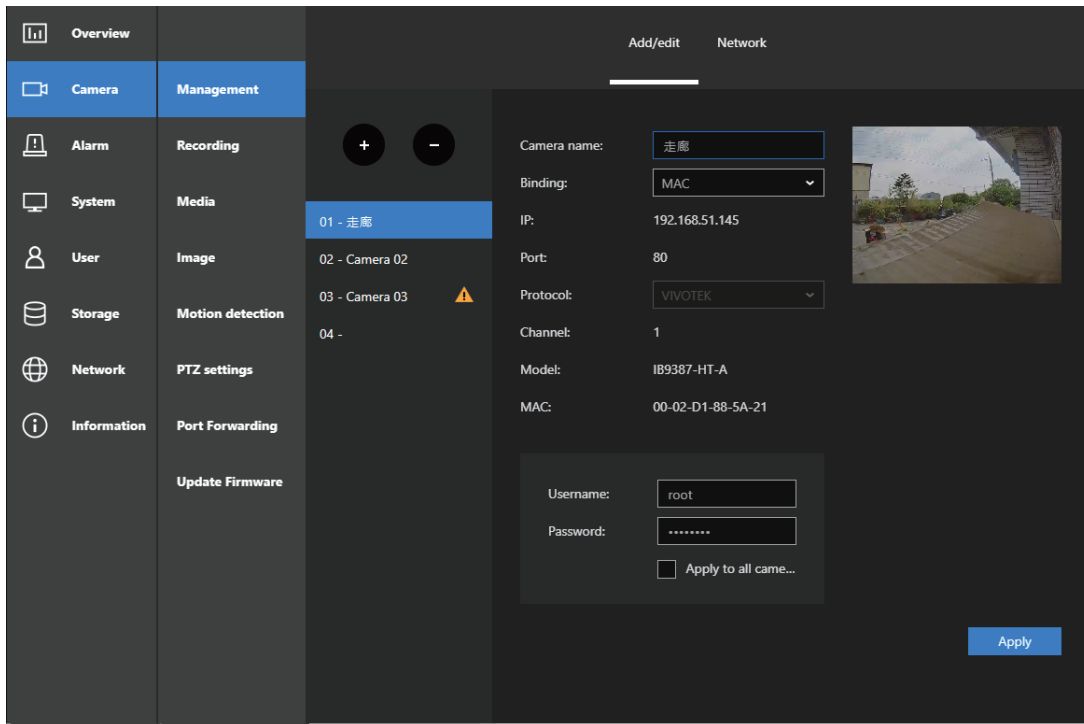 Overview
Camera
Alarm
System
User
Storage
Network
Information
Management
Recording
Media
Image
Motion detection
PTZ settings
Port Forwarding
Update Firmware
Add/edit Network
+ -
01 - 走廊
02 - Camera 02
03 - Camera 03
04 -
Camera name: 走廊
Binding: MAC
IP: 192.168.51.145
Port: 80
Protocol: VIVOTEK
Channel: 1
Model: IB9387-HT-A
MAC: 00-02-D1-88-5A-21
Username: root
Password: ••••••••
Apply to all came...
Apply